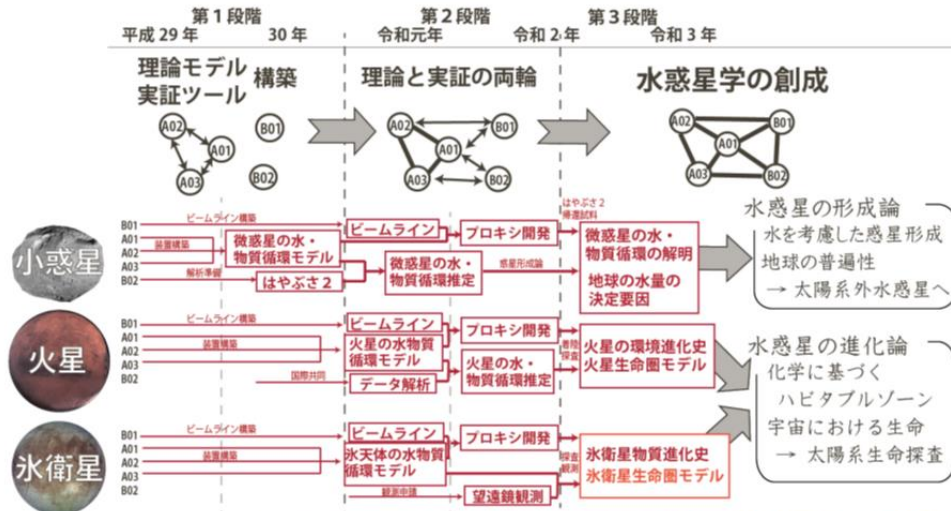 第1段階
第2段階
第3段階
平成 29 年
30 年
令和元年
令和 2 年
令和 3 年
理論モデル
実証ツール
構築
理論と実証の両輪
水惑星学の創成
A02
A01
A03
B01
B02
A02
A01
A03
B01
B02
A02
A01
A03
B01
B02
小惑星
B01
A01
A02
A03
B02
ビームライン構築
装置構築
解析準備
微惑星の水・
物質循環モデル
はやぶさ2
ビームライン
プロキシ開発
微惑星の水・
物質循環推定
惑星形成論
はやぶさ2
帰還試料
微惑星の水・
物質循環の解明
地球の水量の
決定要因
水惑星の形成論
水を考慮した惑星形成
地球の普遍性
→ 太陽系外水惑星へ
火星
B01
A01
A02
A03
B02
ビームライン構築
装置構築
国際共同
ビームライン
火星の水物質
循環モデル
データ解析
プロキシ開発
火星の水・
物質循環推定
着陸
探査
火星の環境進化史
火星生命圏モデル
水惑星の進化論
化学に基づく
ハビタブルゾーン
宇宙における生命
→ 太陽系生命探査
氷衛星
B01
A01
A02
A03
B02
ビームライン構築
装置構築
観測申請
ビームライン
氷天体の水物質
循環モデル
プロキシ開発
望遠鏡観測
探査
観測
氷衛星物質進化史
氷衛星生命圏モデル